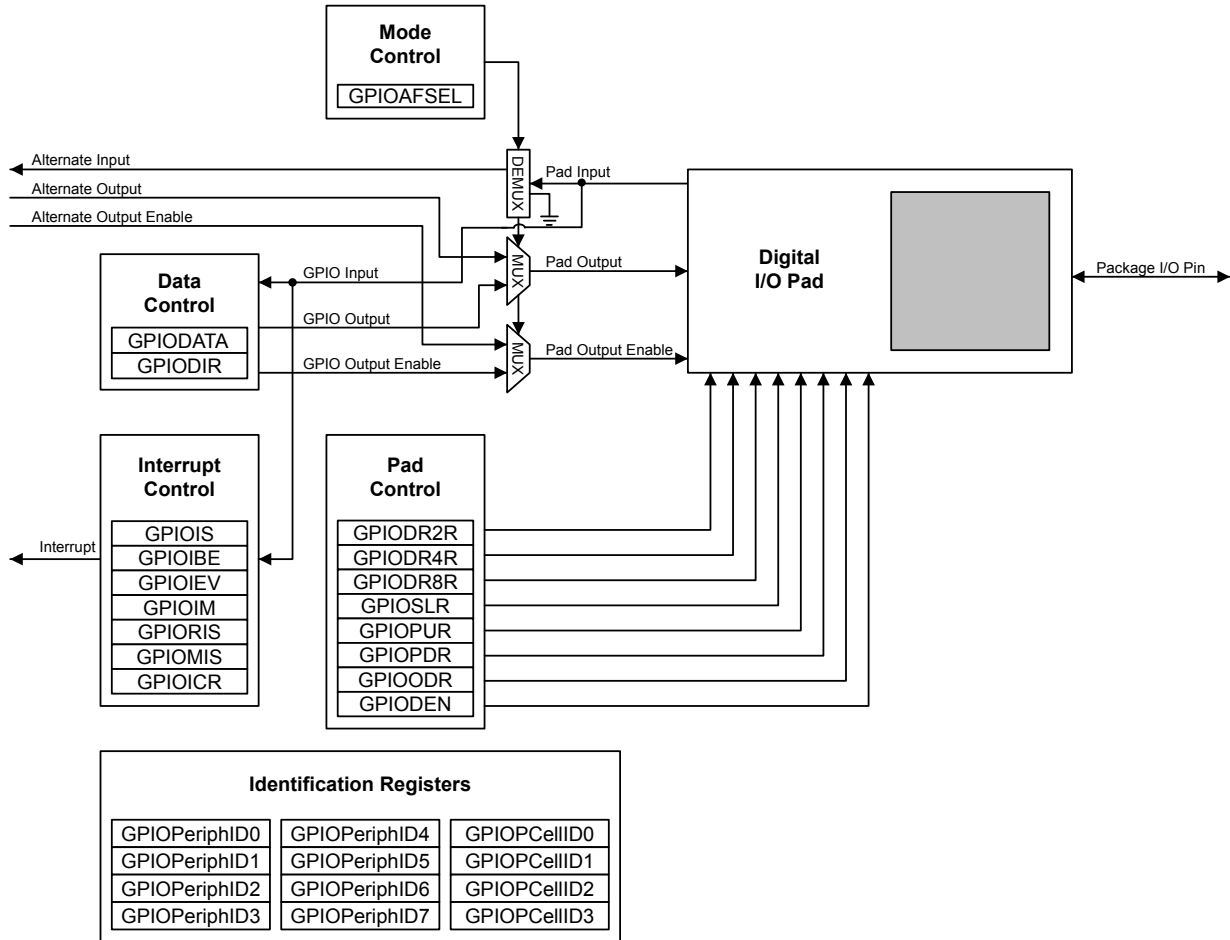 Mode
Control
GPIOAFSEL
Alternate Input
Alternate Output
Alternate Output Enable
DEMUX
Pad Input
MUX
Pad Output
MUX
Pad Output Enable
Digital
I/O Pad
Package I/O Pin
Data
Control
GPIODATA
GPIODIR
GPIO Input
GPIO Output
GPIO Output Enable
Interrupt
Control
GPIOIS
GPIOIBE
GPIOIEV
GPIOIM
GPIORIS
GPIOMIS
GPIOICR
Interrupt
Pad
Control
GPIODR2R
GPIODR4R
GPIODR8R
GPIOSLR
GPIOPUR
GPIOPDR
GPIOODR
GPIODEN
Identification Registers
GPIOPeriphID0
GPIOPeriphID1
GPIOPeriphID2
GPIOPeriphID3
GPIOPeriphID4
GPIOPeriphID5
GPIOPeriphID6
GPIOPeriphID7
GPIOPCellID0
GPIOPCellID1
GPIOPCellID2
GPIOPCellID3